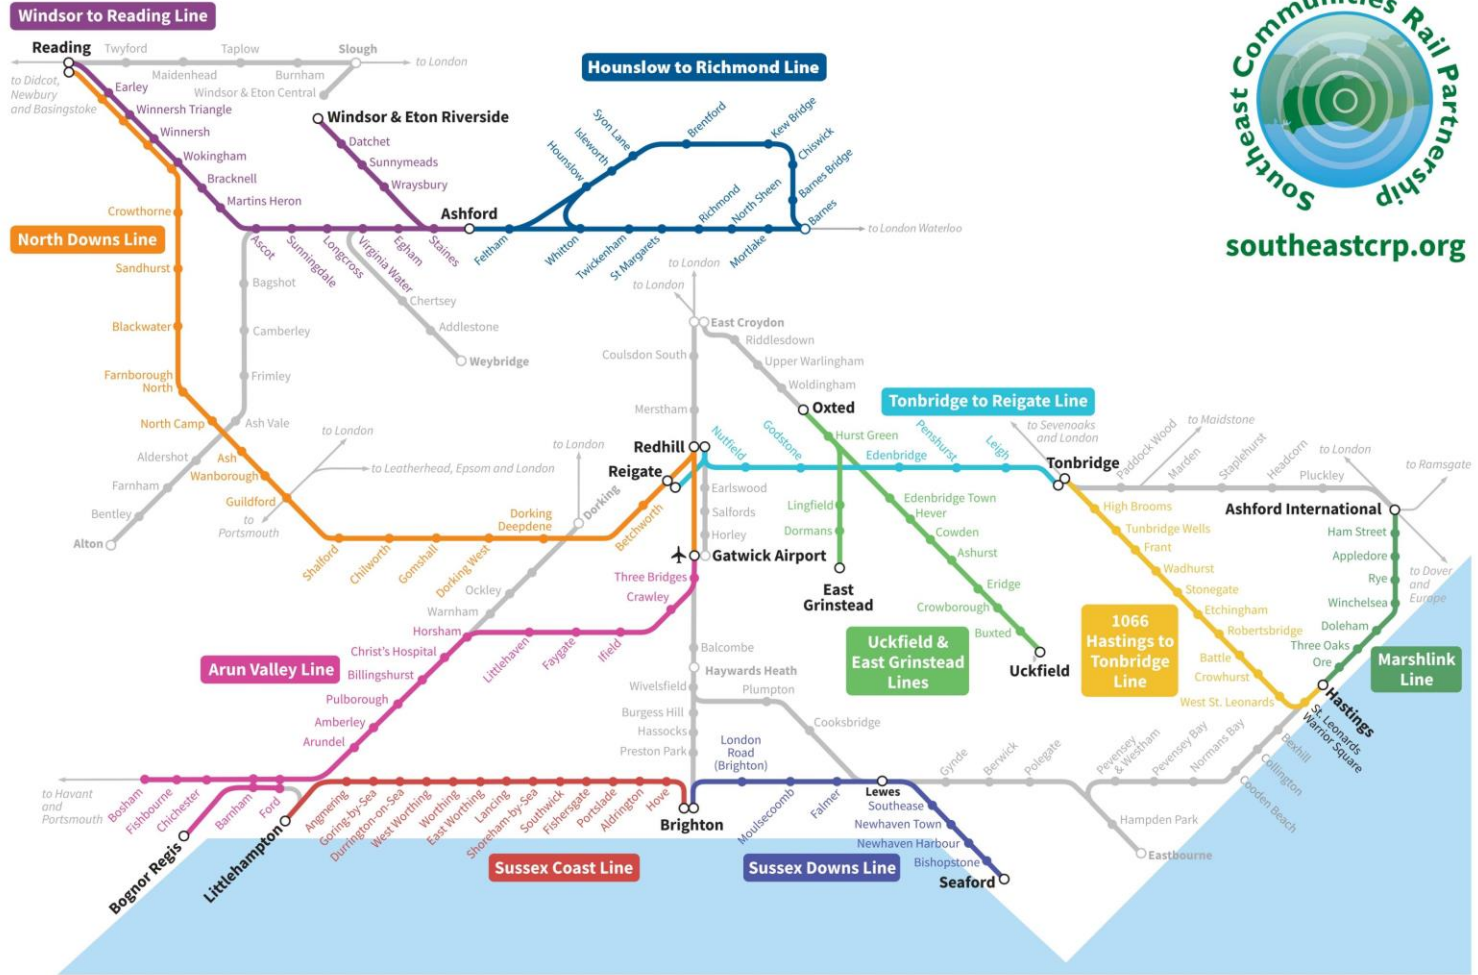 Windsor to Reading Line
Reading
Twyford
Taplow
Slough
Maidenhead
Burnham
to London
to Didcot,
Newbury
and Basingstoke
Windsor & Eton Central
Earley
Winnersh Triangle
Winnersh
Wokingham
Bracknell
Martins Heron
Windsor & Eton Riverside
Datchet
Sunnymeads
Wraysbury
Ashford
Ascot
Sunningdale
Longcross
Virginia Water
Egham
Staines
Hounslow to Richmond Line
Hounslow
Isleworth
Syon Lane
Brentford
Kew Bridge
Chiswick
Barnes Bridge
Barnes
Feltham
Whitton
Twickenham
St Margarets
Richmond
North Sheen
Mortlake
to London Waterloo
Southeast Communities Rail Partnership
southeastcrp.org
North Downs Line
Crowthorne
Sandhurst
Blackwater
Farnborough
North
North Camp
Ash
Wanborough
Guildford
Shalford
Chilworth
Gomshall
Dorking West
Dorking
Deepdene
Betchworth
Reigate
Redhill
Gatwick Airport
Bagshot
Camberley
Frimley
Ash Vale
Aldershot
Farnham
Bentley
Alton
Chertsey
Addlestone
Weybridge
to London
to Leatherhead, Epsom and London
to
Portsmouth
to London
Dorking
Ockley
Warnham
to London
to London
East Croydon
Coulsdon South
Merstham
Riddlesdown
Upper Warlingham
Woldingham
Oxted
Earlswood
Salfords
Horley
Tonbridge to Reigate Line
Nutfield
Godstone
Edenbridge
Penshurst
Leigh
Tonbridge
Hurst Green
Lingfield
Dormans
East
Grinstead
Edenbridge Town
Hever
Cowden
Ashurst
Eridge
Crowborough
Buxted
Uckfield
Uckfield &
East Grinstead
Lines
to Sevenoaks
and London
to Maidstone
Paddock Wood
Marden
Staplehurst
Headcorn
Pluckley
to London
to Ramsgate
Ashford International
to Dover
and
Europe
High Brooms
Tunbridge Wells
Frant
Wadhurst
Stonegate
Etchingham
Robertsbridge
Battle
Crowhurst
West St. Leonards
1066
Hastings to
Tonbridge
Line
Ham Street
Appledore
Rye
Winchelsea
Doleham
Three Oaks
Ore
Hastings
St. Leonards
Warrior Square
Marshlink
Line
Three Bridges
Crawley
Ifield
Faygate
Littlehaven
Horsham
Christ's Hospital
Billingshurst
Pulborough
Amberley
Arundel
Arun Valley Line
Balcombe
Haywards Heath
Wivelsfield
Plumpton
Burgess Hill
Hassocks
Preston Park
Cooksbridge
to Havant
and
Portsmouth
Bosham
Fishbourne
Chichester
Barnham
Ford
Bognor Regis
Littlehampton
Angmering
Goring-by-Sea
Durrington-on-Sea
West Worthing
Worthing
East Worthing
Lancing
Shoreham-by-Sea
Southwick
Fishersgate
Portslade
Aldrington
Hove
Brighton
Sussex Coast Line
London
Road
(Brighton)
Moulsecoomb
Falmer
Lewes
Southease
Newhaven Town
Newhaven Harbour
Bishopstone
Seaford
Sussex Downs Line
Gynde
Berwick
Polegate
Pevensey
& Westham
Pevensey Bay
Normans Bay
Cooden Beach
Collington
Bexhill
Hampden Park
Eastbourne